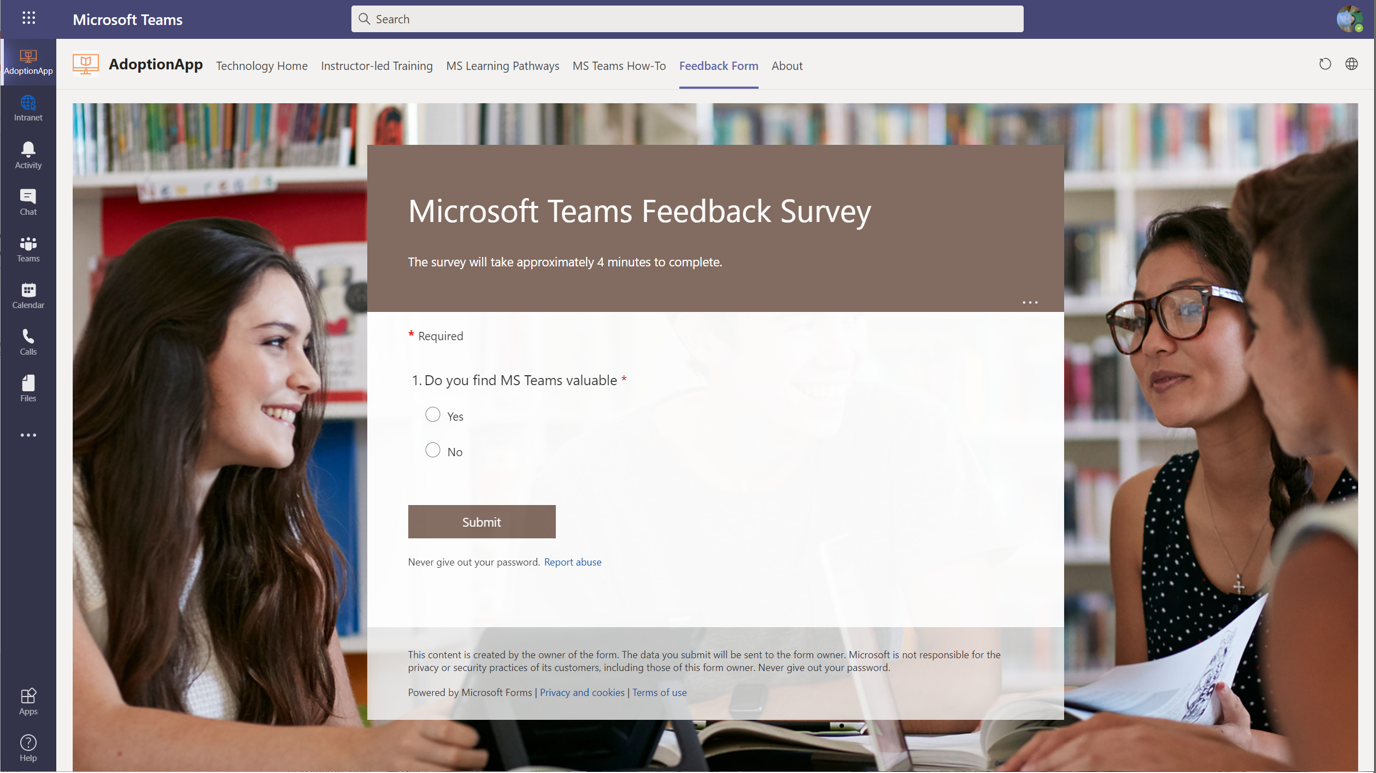 Microsoft Teams
Search
AdoptionApp
Intranet
Activity
Chat
Teams
Calendar
Calls
Files
Apps
Help
AdoptionApp Technology Home Instructor-led Training MS Learning Pathways MS Teams How-To Feedback Form About
Microsoft Teams Feedback Survey
The survey will take approximately 4 minutes to complete.
* Required
1. Do you find MS Teams valuable *
Yes
No
Submit
Never give out your password. Report abuse
This content is created by the owner of the form. The data you submit will be sent to the form owner. Microsoft is not responsible for the
privacy or security practices of its customers, including those of this form owner. Never give out your password.
Powered by Microsoft Forms | Privacy and cookies | Terms of use